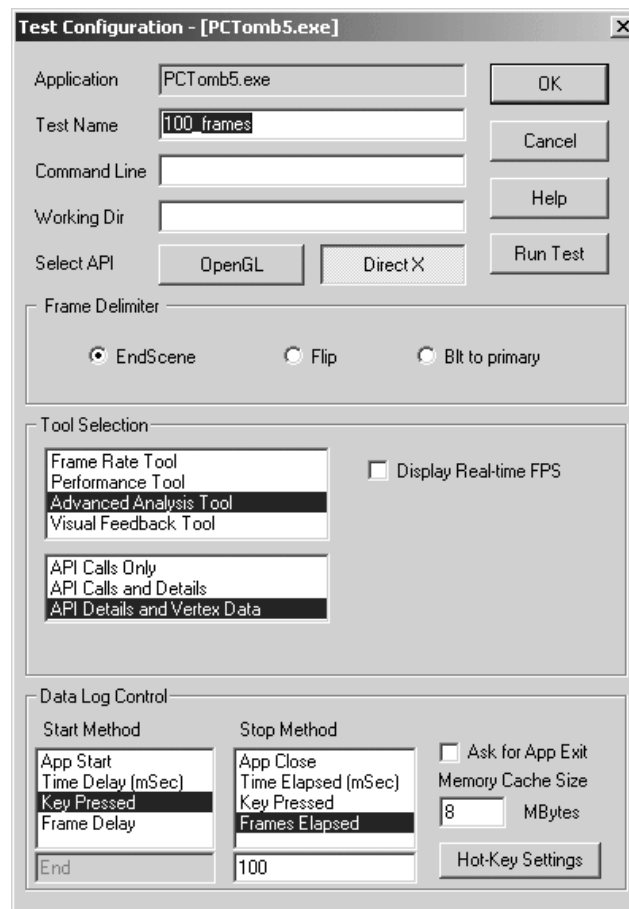 Test Configuration - [PCTomb5.exe]
Application PCTomb5.exe OK
Test Name 100_frames
Cancel
Command Line
Help
Working Dir
Select API OpenGL Direct X Run Test
Frame Delimiter
EndScene Flip Blt to primary
Tool Selection
Frame Rate Tool
Performance Tool
Advanced Analysis Tool
Visual Feedback Tool
Display Real-time FPS
API Calls Only
API Calls and Details
API Details and Vertex Data
Data Log Control
Start Method
App Start
Time Delay (mSec)
Key Pressed
Frame Delay
End
Stop Method
App Close
Time Elapsed (mSec)
Key Pressed
Frames Elapsed
100
Ask for App Exit
Memory Cache Size
8 MBytes
Hot-Key Settings